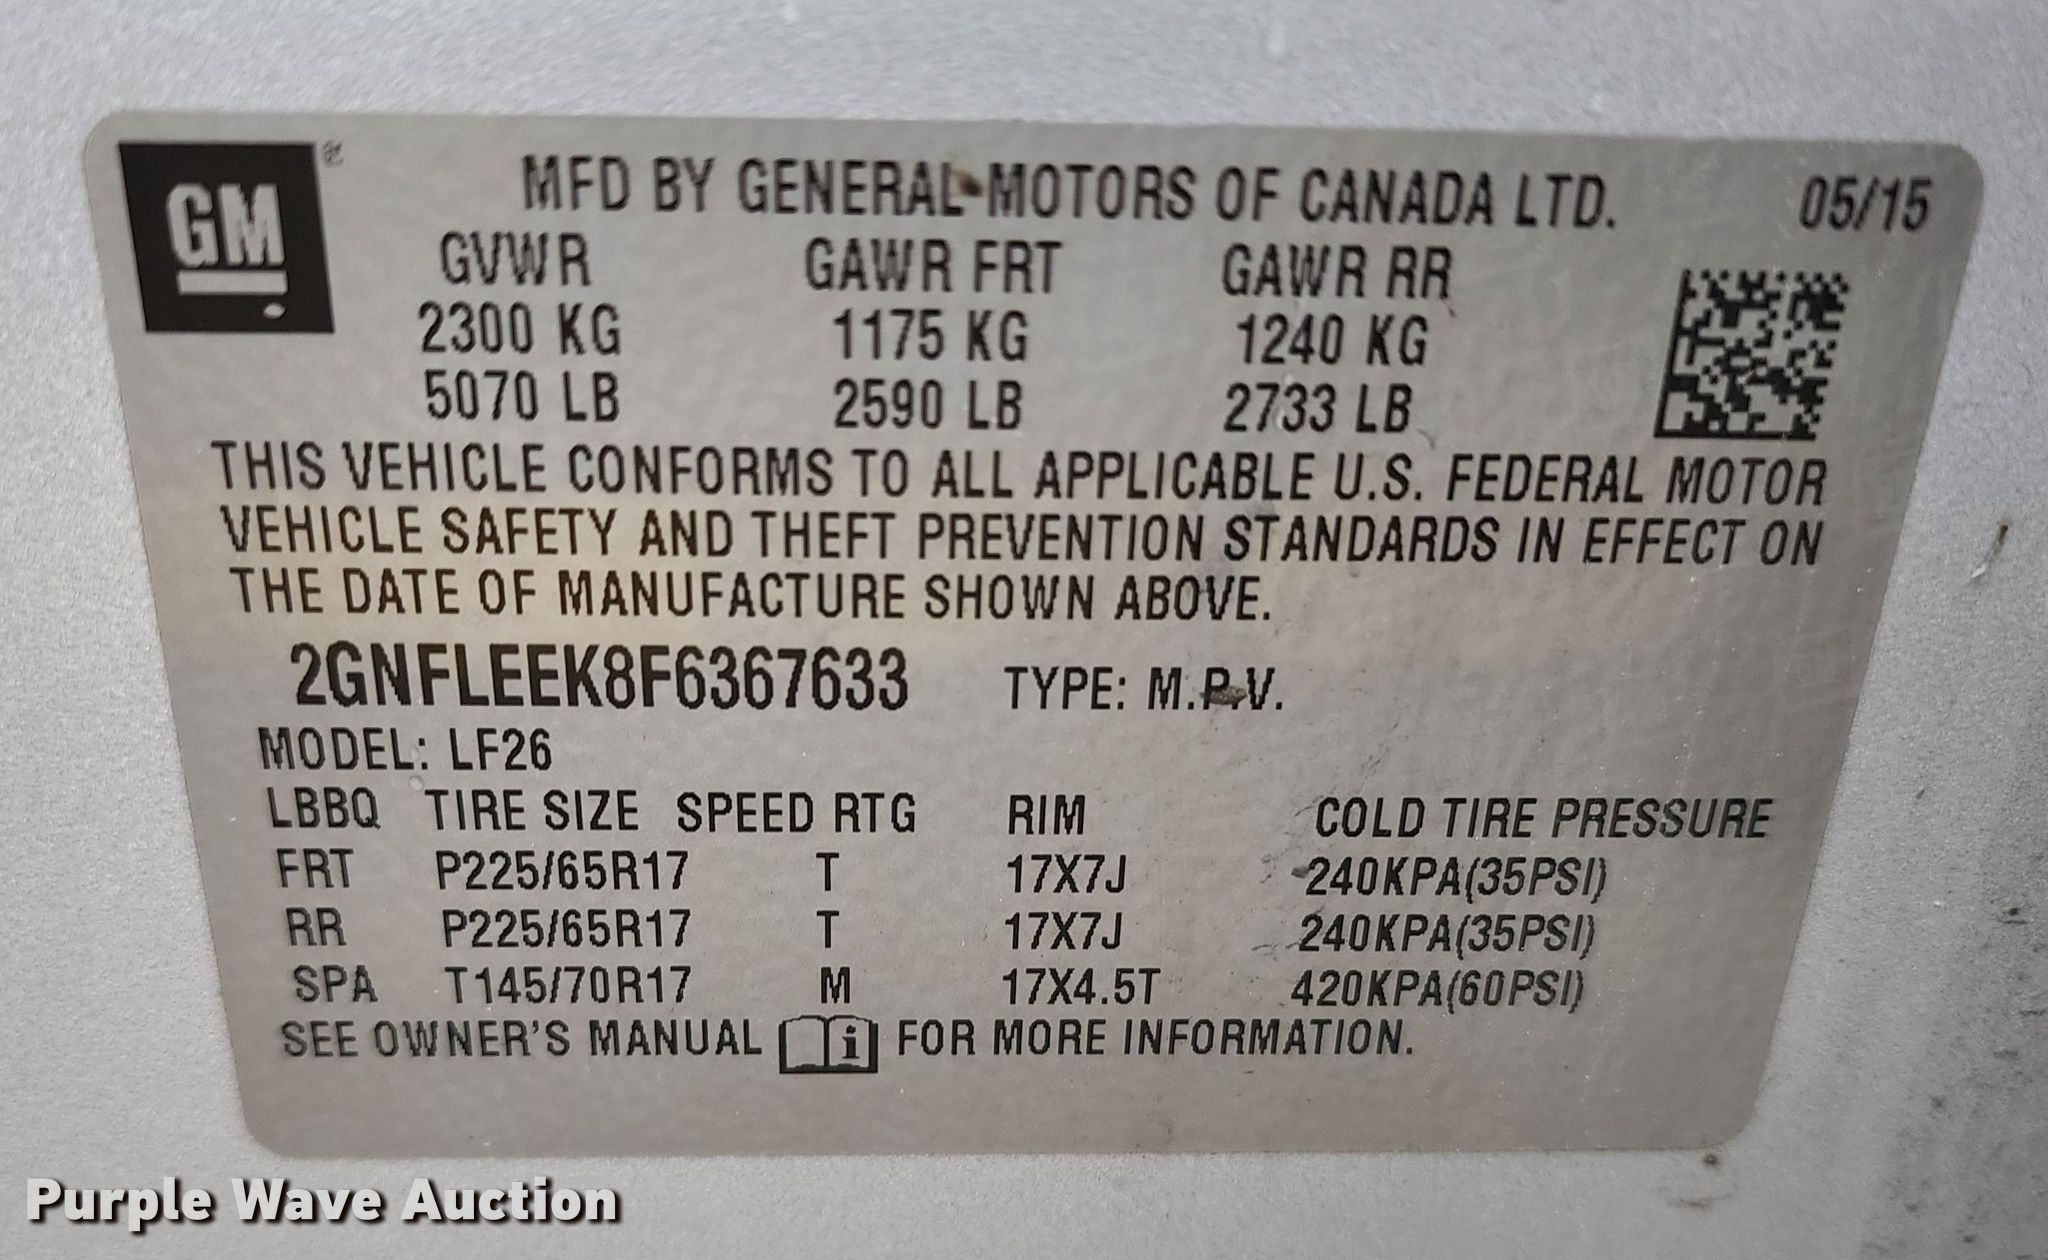 GM ®
MFD BY GENERAL MOTORS OF CANADA LTD. 05/15
GVWR GAWR FRT GAWR RR
2300 KG 1175 KG 1240 KG
5070 LB 2590 LB 2733 LB
THIS VEHICLE CONFORMS TO ALL APPLICABLE U.S. FEDERAL MOTOR
VEHICLE SAFETY AND THEFT PREVENTION STANDARDS IN EFFECT ON
THE DATE OF MANUFACTURE SHOWN ABOVE.
2GNFLEEK8F6367633 TYPE: M.P.V.
MODEL: LF26
LBBQ TIRE SIZE SPEED RTG RIM COLD TIRE PRESSURE
FRT P225/65R17 T 17X7J 240KPA(35PSI)
RR P225/65R17 T 17X7J 240KPA(35PSI)
SPA T145/70R17 M 17X4.5T 420KPA(60PSI)
SEE OWNER'S MANUAL i FOR MORE INFORMATION.
Purple Wave Auction